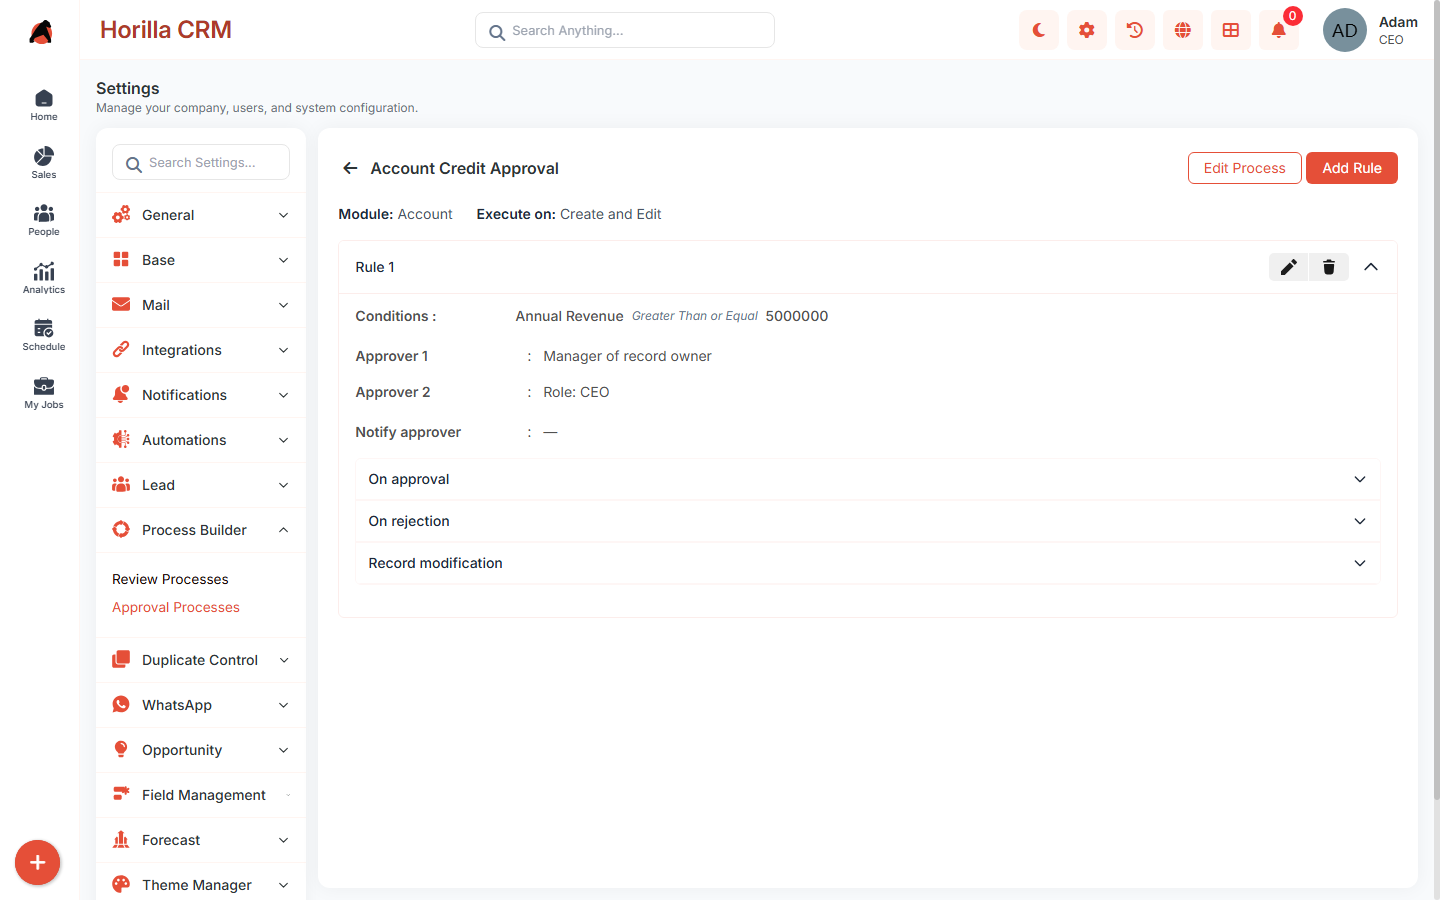 Horilla CRM
Search Anything...
0
AD
Adam
CEO
Home
Sales
People
Analytics
Schedule
My Jobs
Settings
Manage your company, users, and system configuration.
Search Settings...
General
Base
Mail
Integrations
Notifications
Automations
Lead
Process Builder
Review Processes
Approval Processes
Duplicate Control
WhatsApp
Opportunity
Field Management
Forecast
Theme Manager
Account Credit Approval
Edit Process
Add Rule
Module: Account Execute on: Create and Edit
Rule 1
Conditions : Annual Revenue Greater Than or Equal 5000000
Approver 1 : Manager of record owner
Approver 2 : Role: CEO
Notify approver : —
On approval
On rejection
Record modification